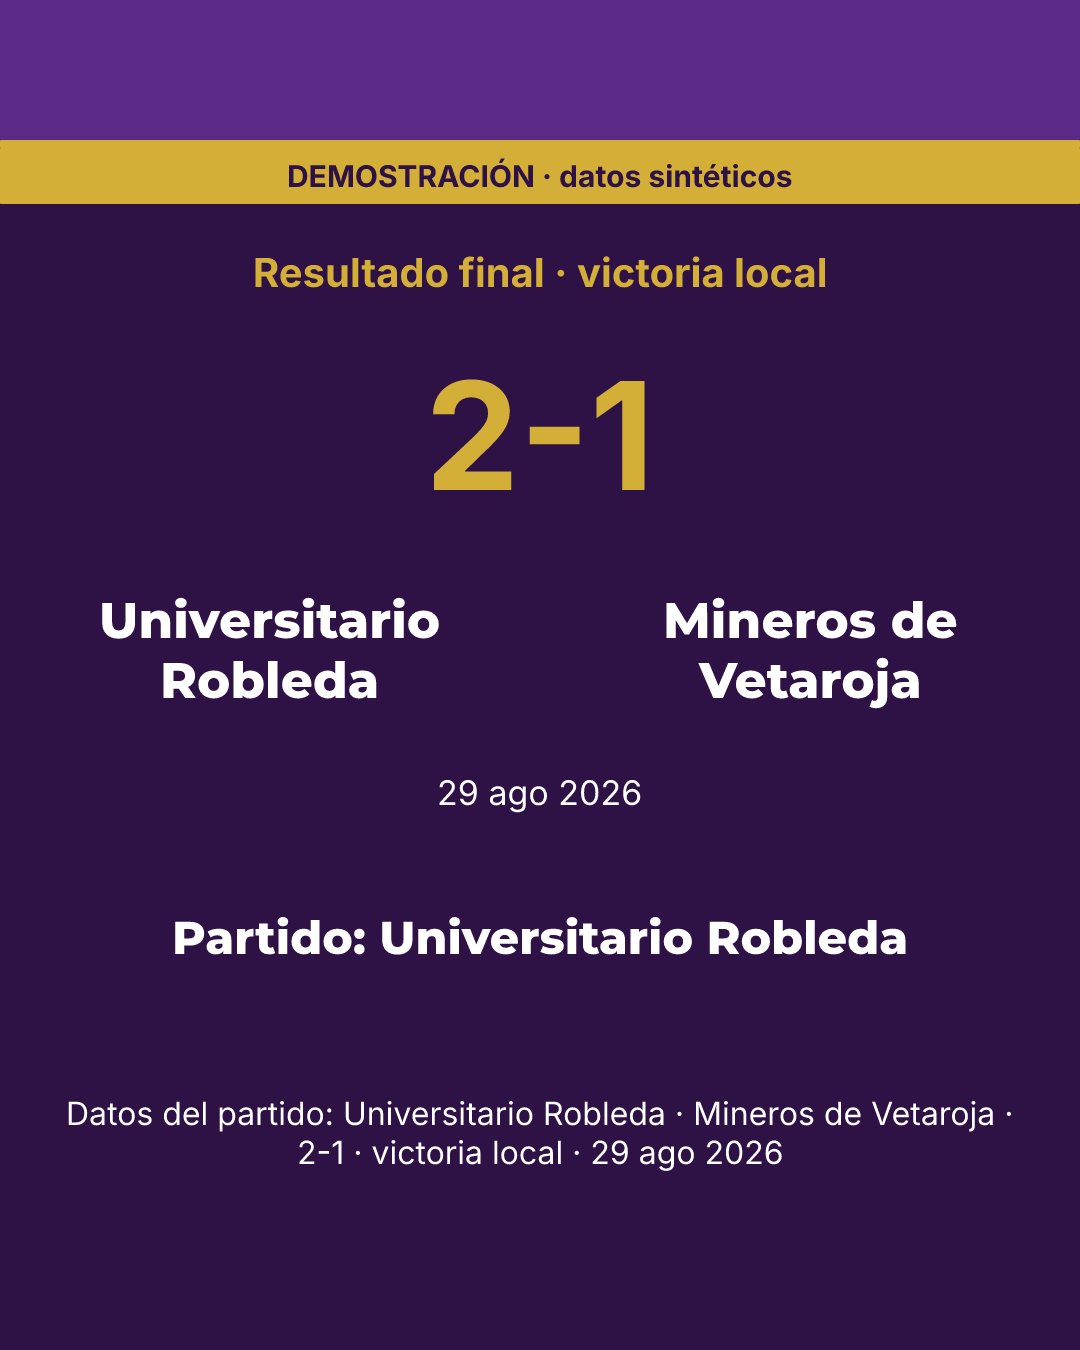 DEMOSTRACIÓN · datos sintéticos
Resultado final · victoria local
2-1
Universitario
Robleda
Mineros de
Vetaroja
29 ago 2026
Partido: Universitario Robleda
Datos del partido: Universitario Robleda · Mineros de Vetaroja ·
2-1 · victoria local · 29 ago 2026